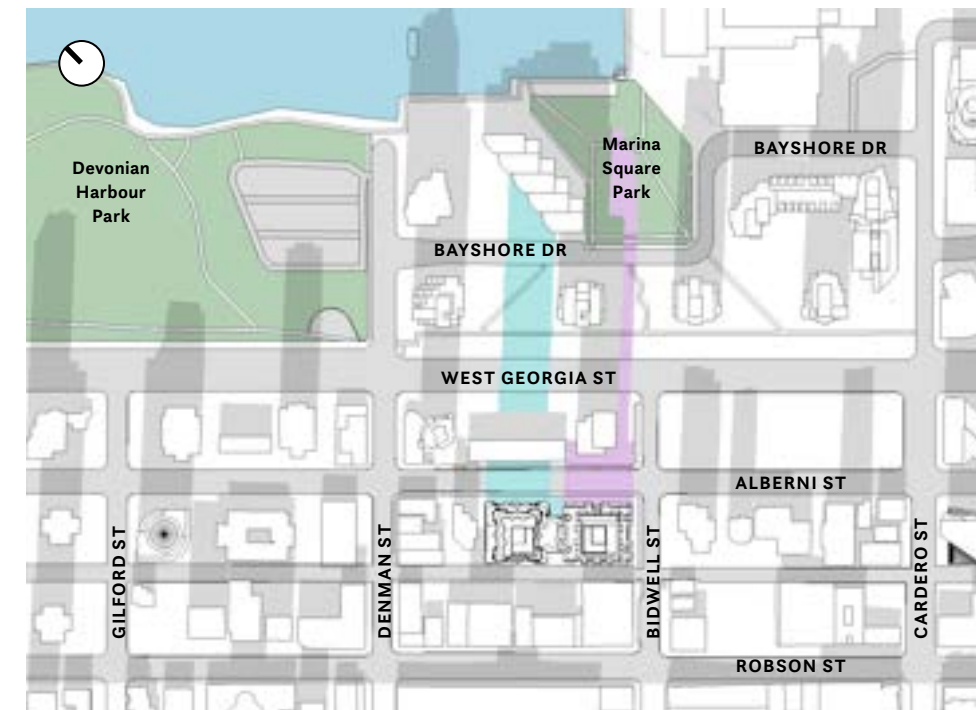 Devonian
Harbour
Park
Marina
Square
Park
BAYSHORE DR
BAYSHORE DR
WEST GEORGIA ST
ALBERNI ST
GILFORD ST
DENMAN ST
BIDWELL ST
CARDERO ST
ROBSON ST